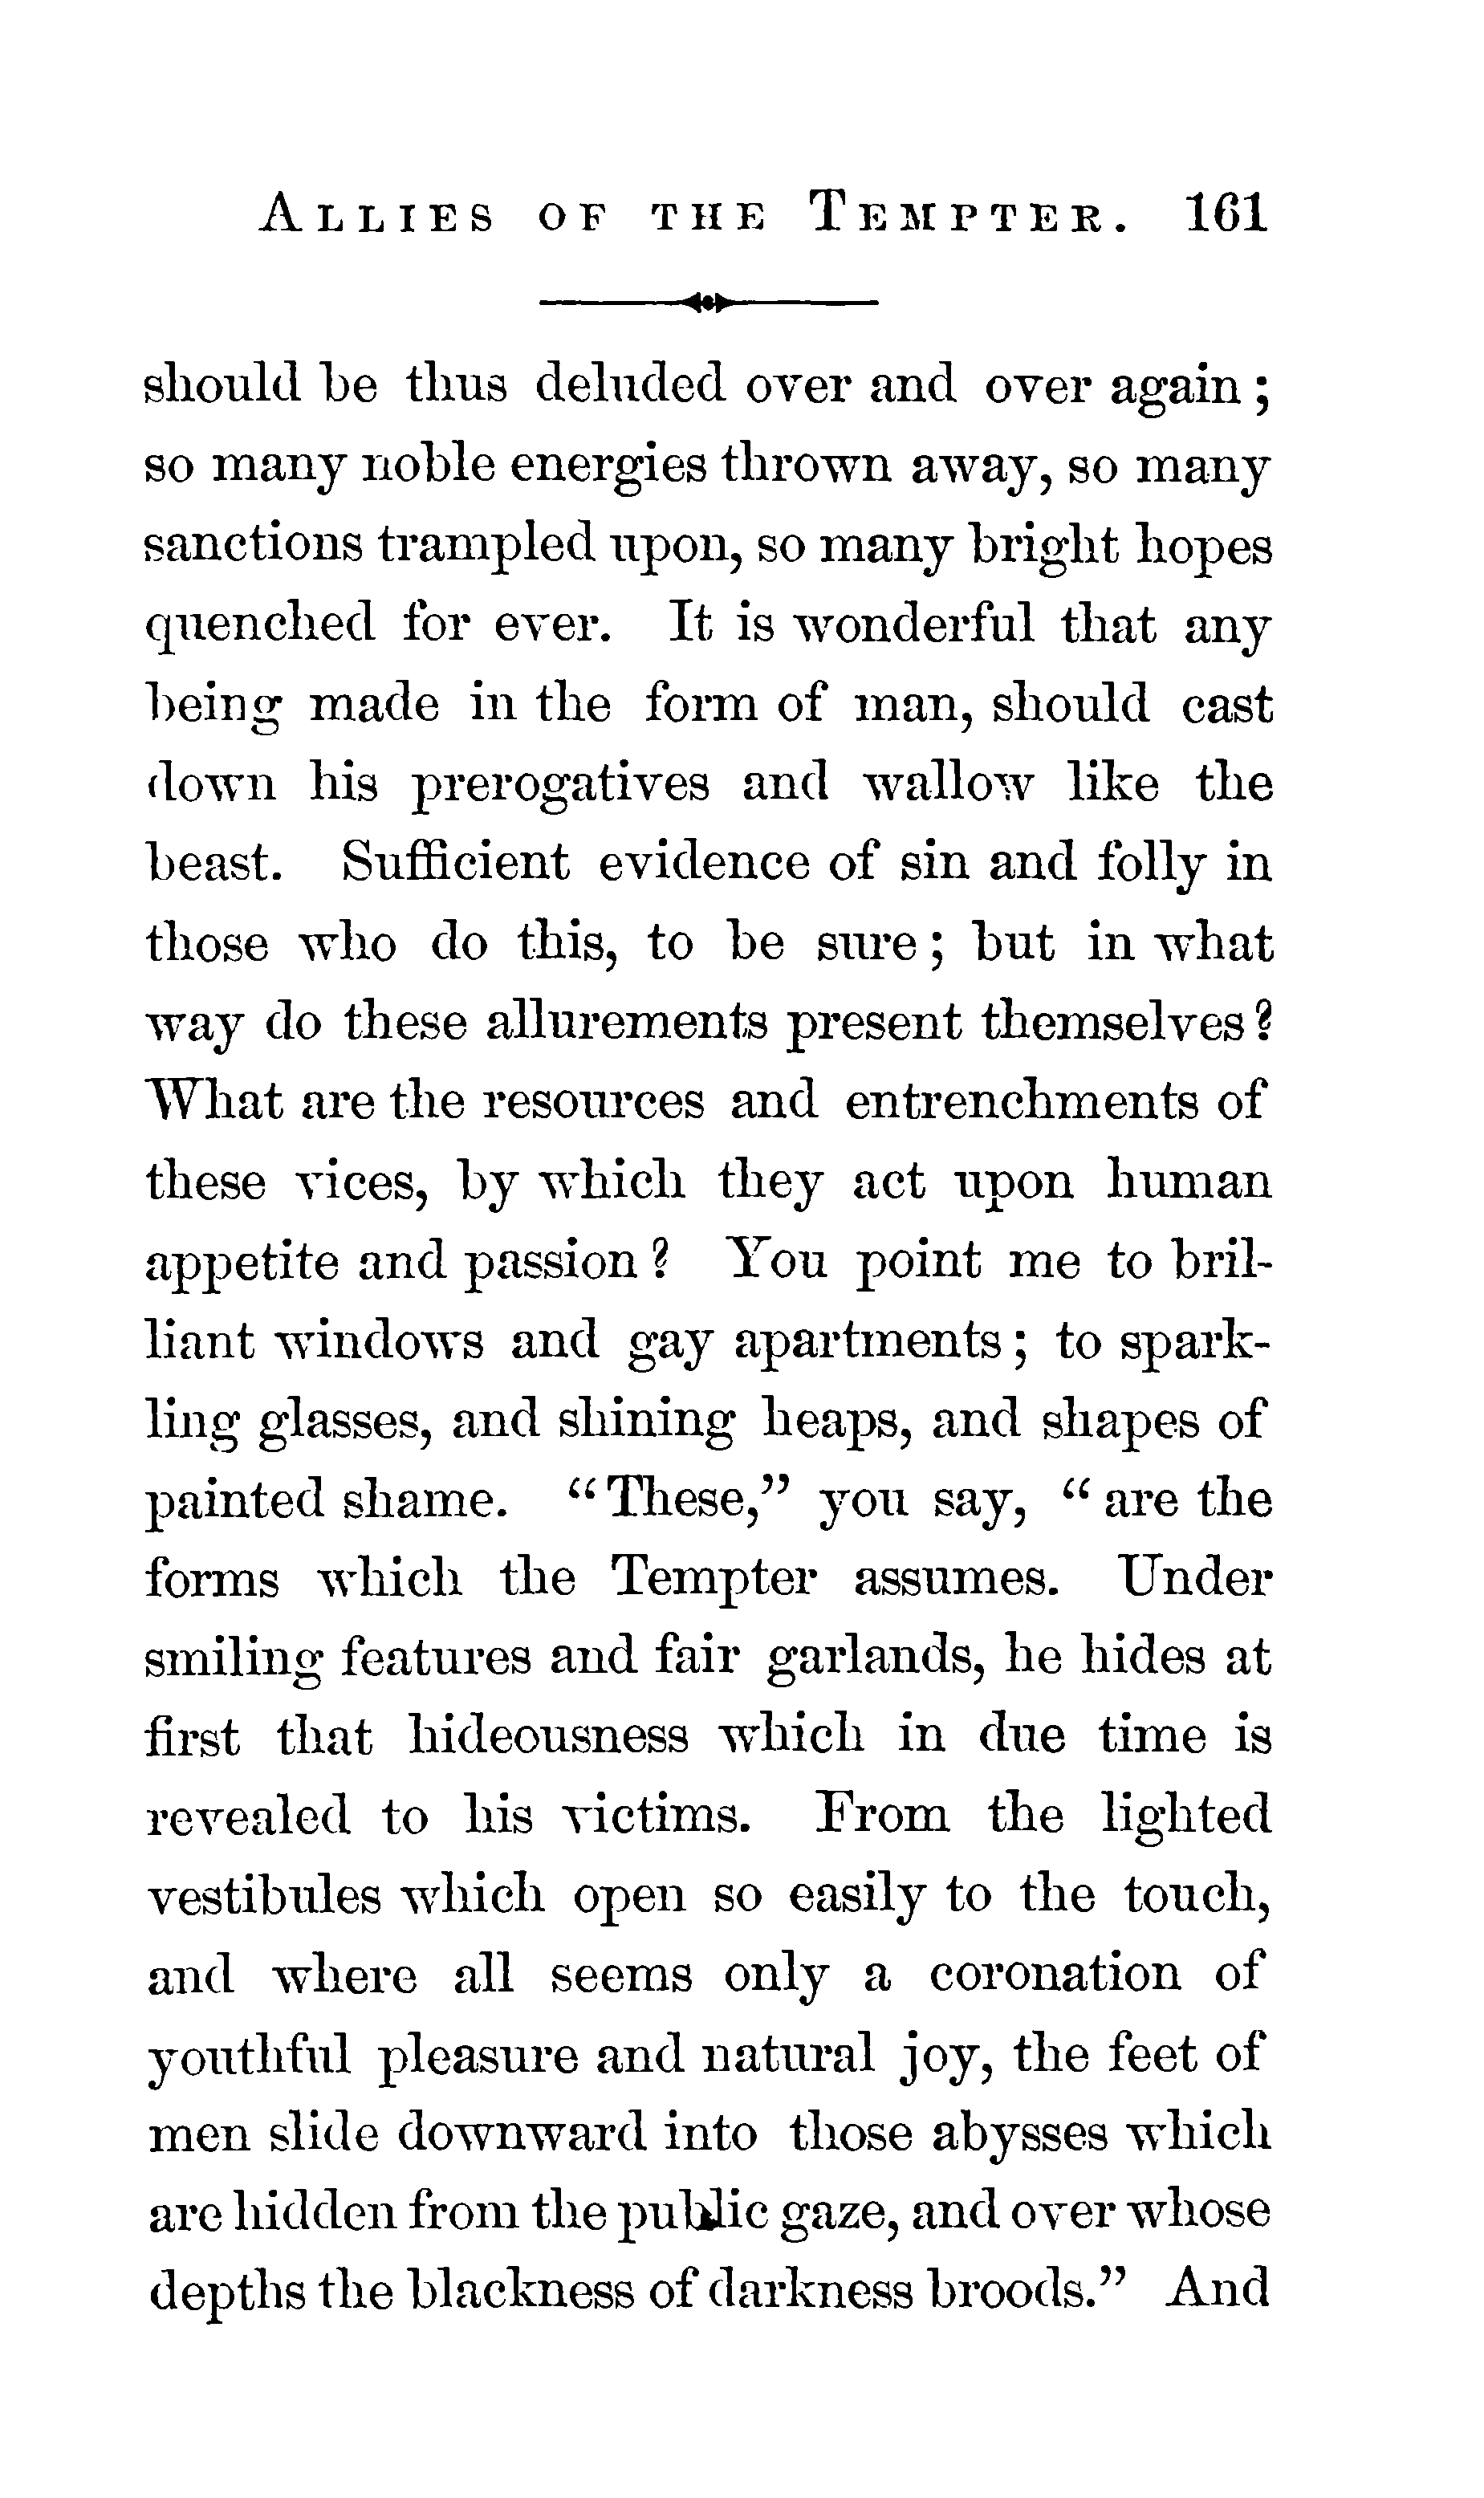 ALLIES OF THE TEMPTER. 161
should be thus deluded over and over again;
so many noble energies thrown away, so many
sanctions trampled upon, so many bright hopes
quenched for ever. It is wonderful that any
being made in the form of man, should cast
down his prerogatives and wallow like the
beast. Sufficient evidence of sin and folly in
those who do this, to be sure; but in what
way do these allurements present themselves?
What are the resources and entrenchments of
these vices, by which they act upon human
appetite and passion? You point me to bril-
liant windows and gay apartments; to spark-
ling glasses, and shining heaps, and shapes of
painted shame. "These," you say, "are the
forms which the Tempter assumes. Under
smiling features and fair garlands, he hides at
first that hideousness which in due time is
revealed to his victims. From the lighted
vestibules which open so easily to the touch,
and where all seems only a coronation of
youthful pleasure and natural joy, the feet of
men slide downward into those abysses which
are hidden from the public gaze, and over whose
depths the blackness of darkness broods." And